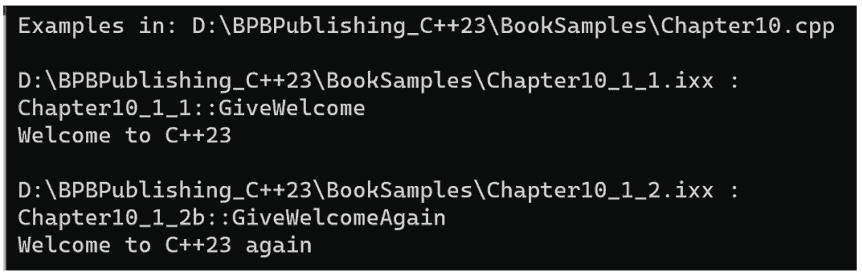 Examples in: D:\BPBPublishing_C++23\BookSamples\Chapter10.cpp
D:\BPBPublishing_C++23\BookSamples\Chapter10_1_1.ixx :
Chapter10_1_1::GiveWelcome
Welcome to C++23
D:\BPBPublishing_C++23\BookSamples\Chapter10_1_2.ixx :
Chapter10_1_2b::GiveWelcomeAgain
Welcome to C++23 again